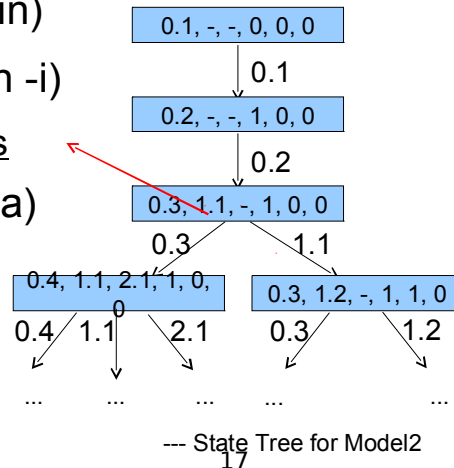 in)
0.1, -, -, 0, 0, 0
0.1
n -i)
0.2, -, -, 1, 0, 0
s
0.2
a)
0.3, 1.1, -, 1, 0, 0
0.3 1.1
0.4, 1.1, 2.1, 1, 0,
0
0.3, 1.2, -, 1, 1, 0
0.4 1.1 2.1 0.3 1.2
... ... ... ... ...
--- State Tree for Model2
17